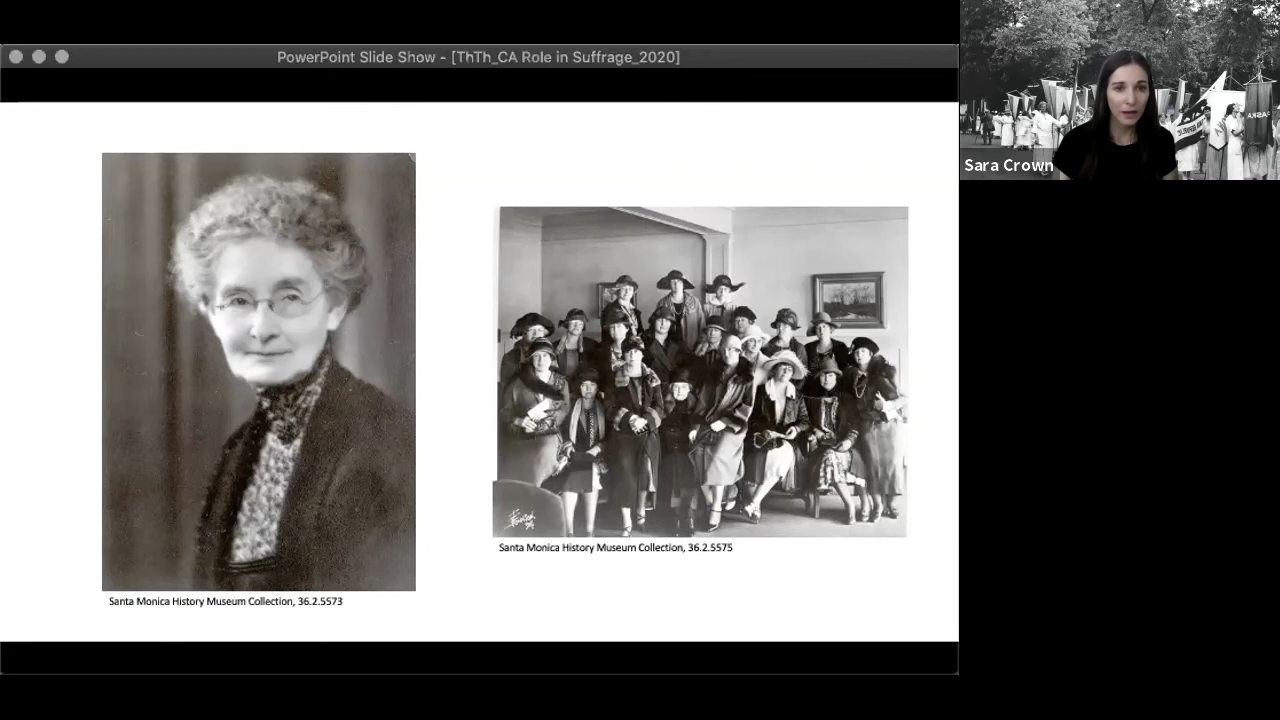 PowerPoint Slide Show - [ThTh_CA Role in Suffrage_2020]
Sara Crown
Santa Monica History Museum Collection, 36.2.5575
Santa Monica History Museum Collection, 36.2.5573